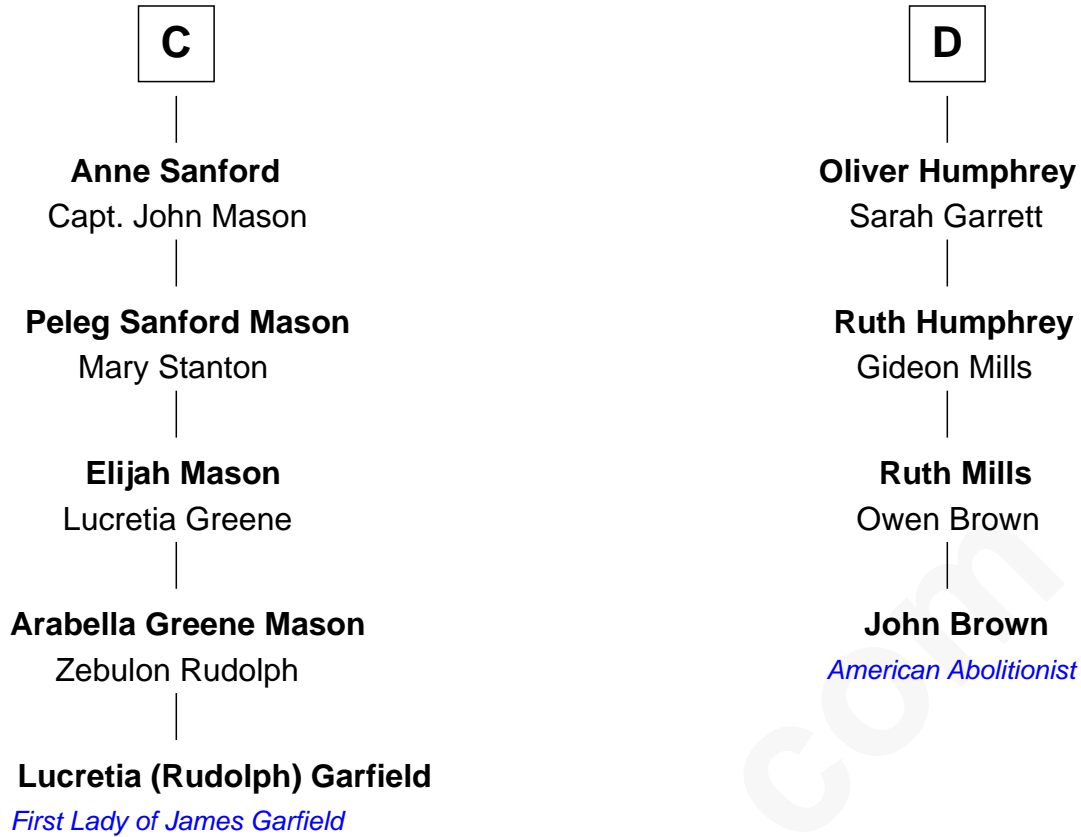 C
Anne Sanford
Capt. John Mason
Peleg Sanford Mason
Mary Stanton
Elijah Mason
Lucretia Greene
Arabella Greene Mason
Zebulon Rudolph
Lucretia (Rudolph) Garfield
First Lady of James Garfield
D
Oliver Humphrey
Sarah Garrett
Ruth Humphrey
Gideon Mills
Ruth Mills
Owen Brown
John Brown
American Abolitionist
com